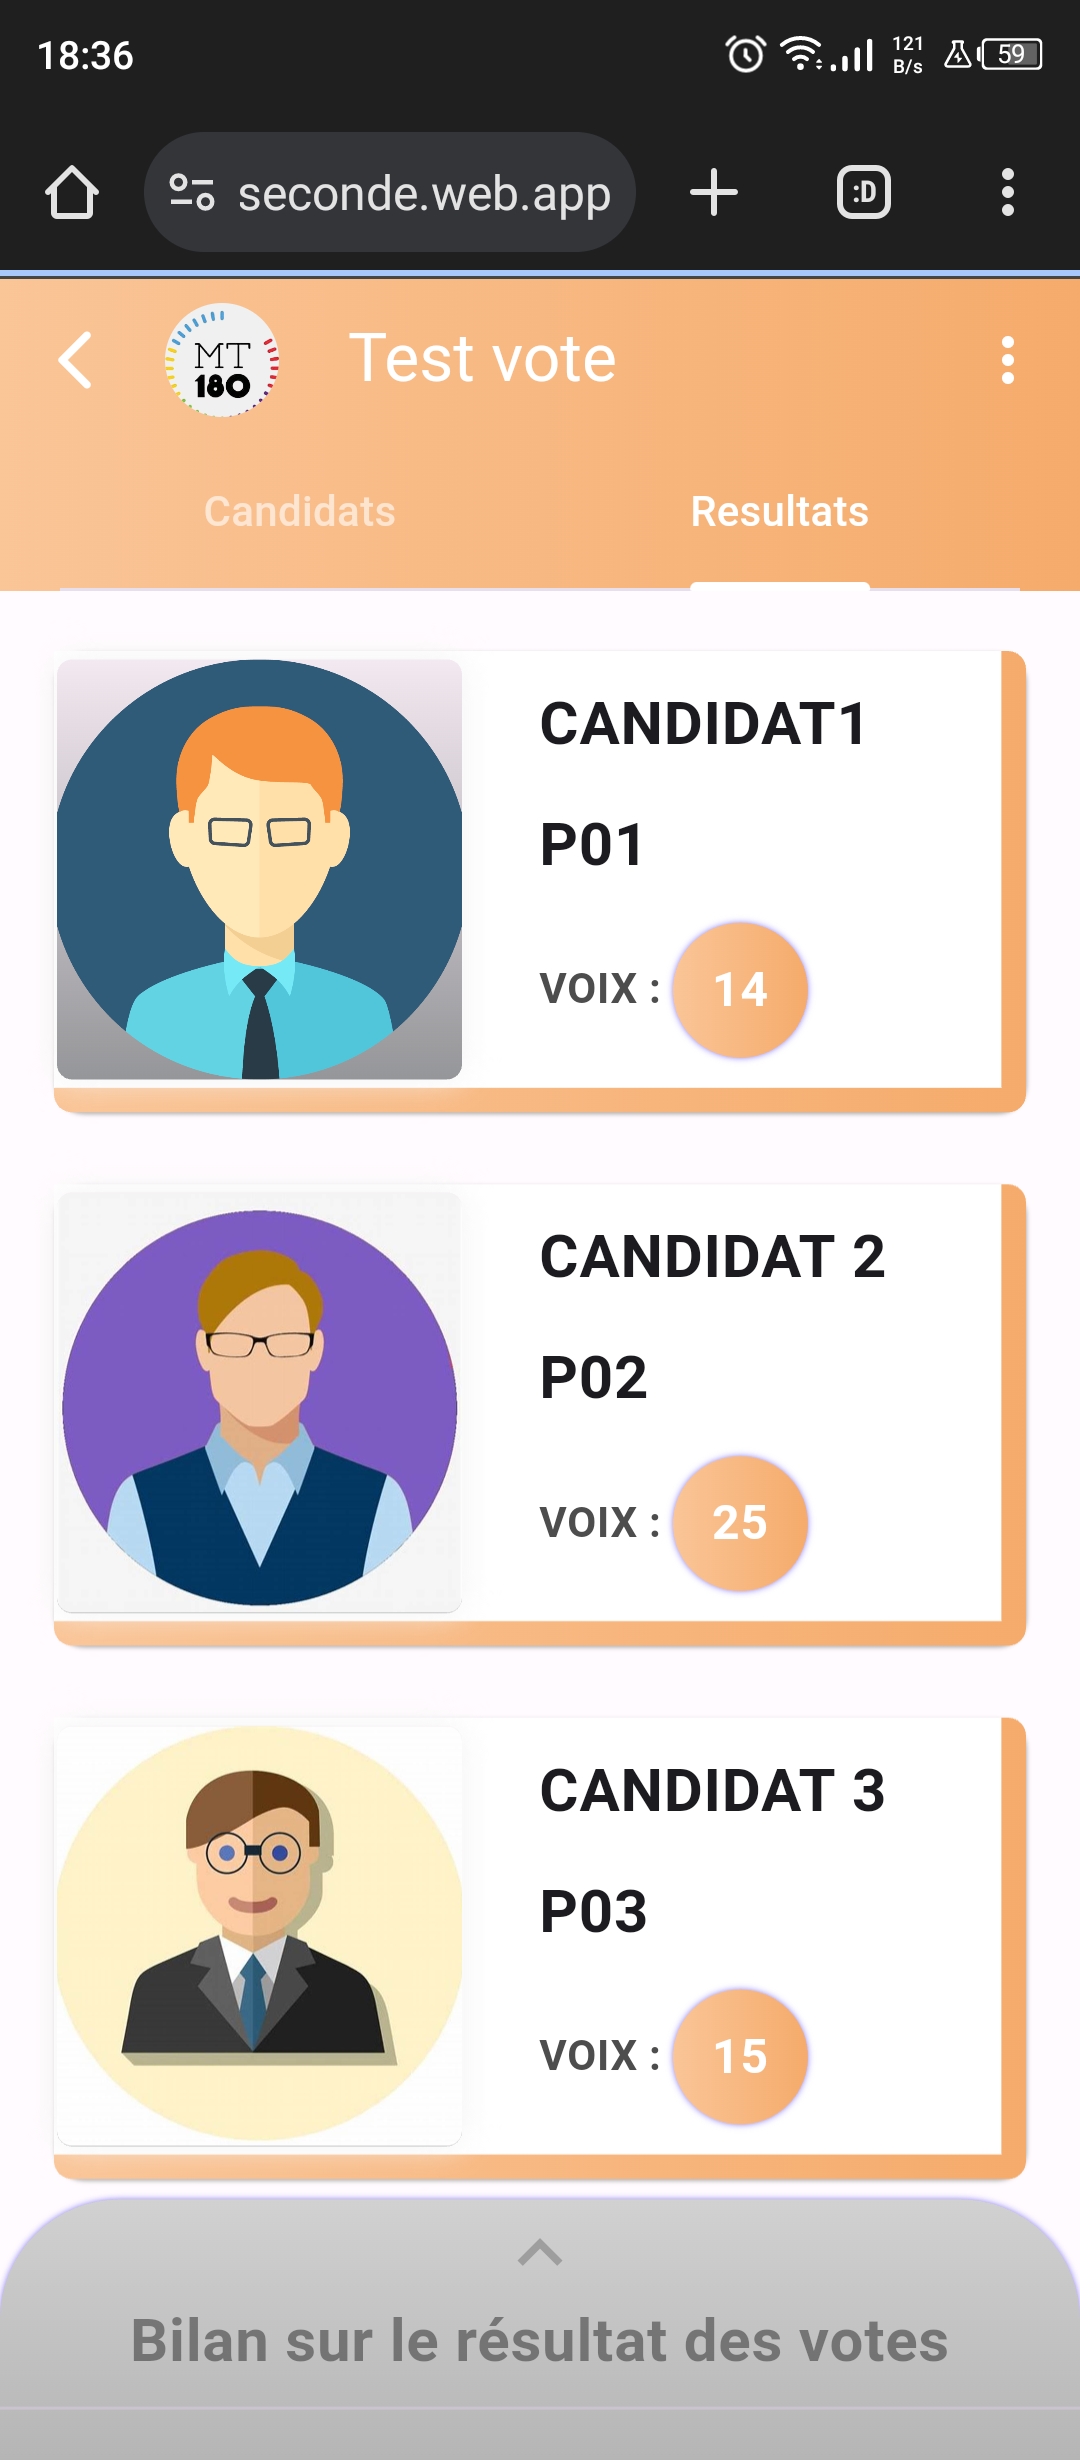 18:36
121
B/s
59
seconde.web.app
:D
MT
180
Test vote
Candidats
Resultats
CANDIDAT1
P01
VOIX : 14
CANDIDAT 2
P02
VOIX : 25
CANDIDAT 3
P03
VOIX : 15
Bilan sur le résultat des votes